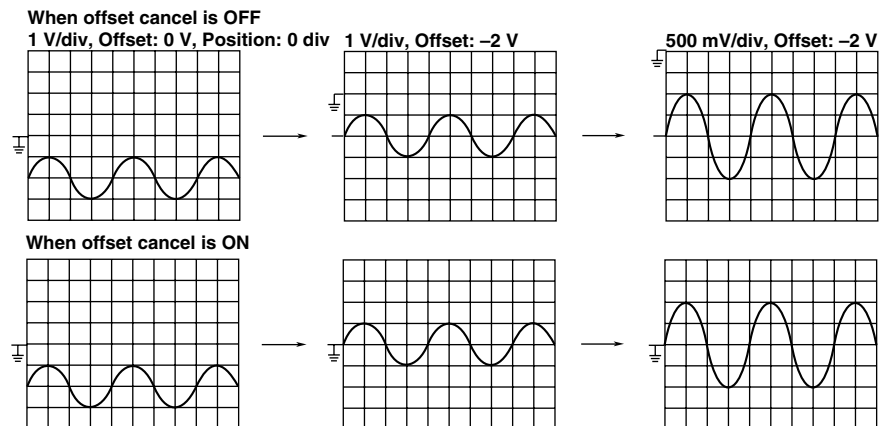 When offset cancel is OFF
1 V/div, Offset: 0 V, Position: 0 div
1 V/div, Offset: –2 V
500 mV/div, Offset: –2 V
When offset cancel is ON